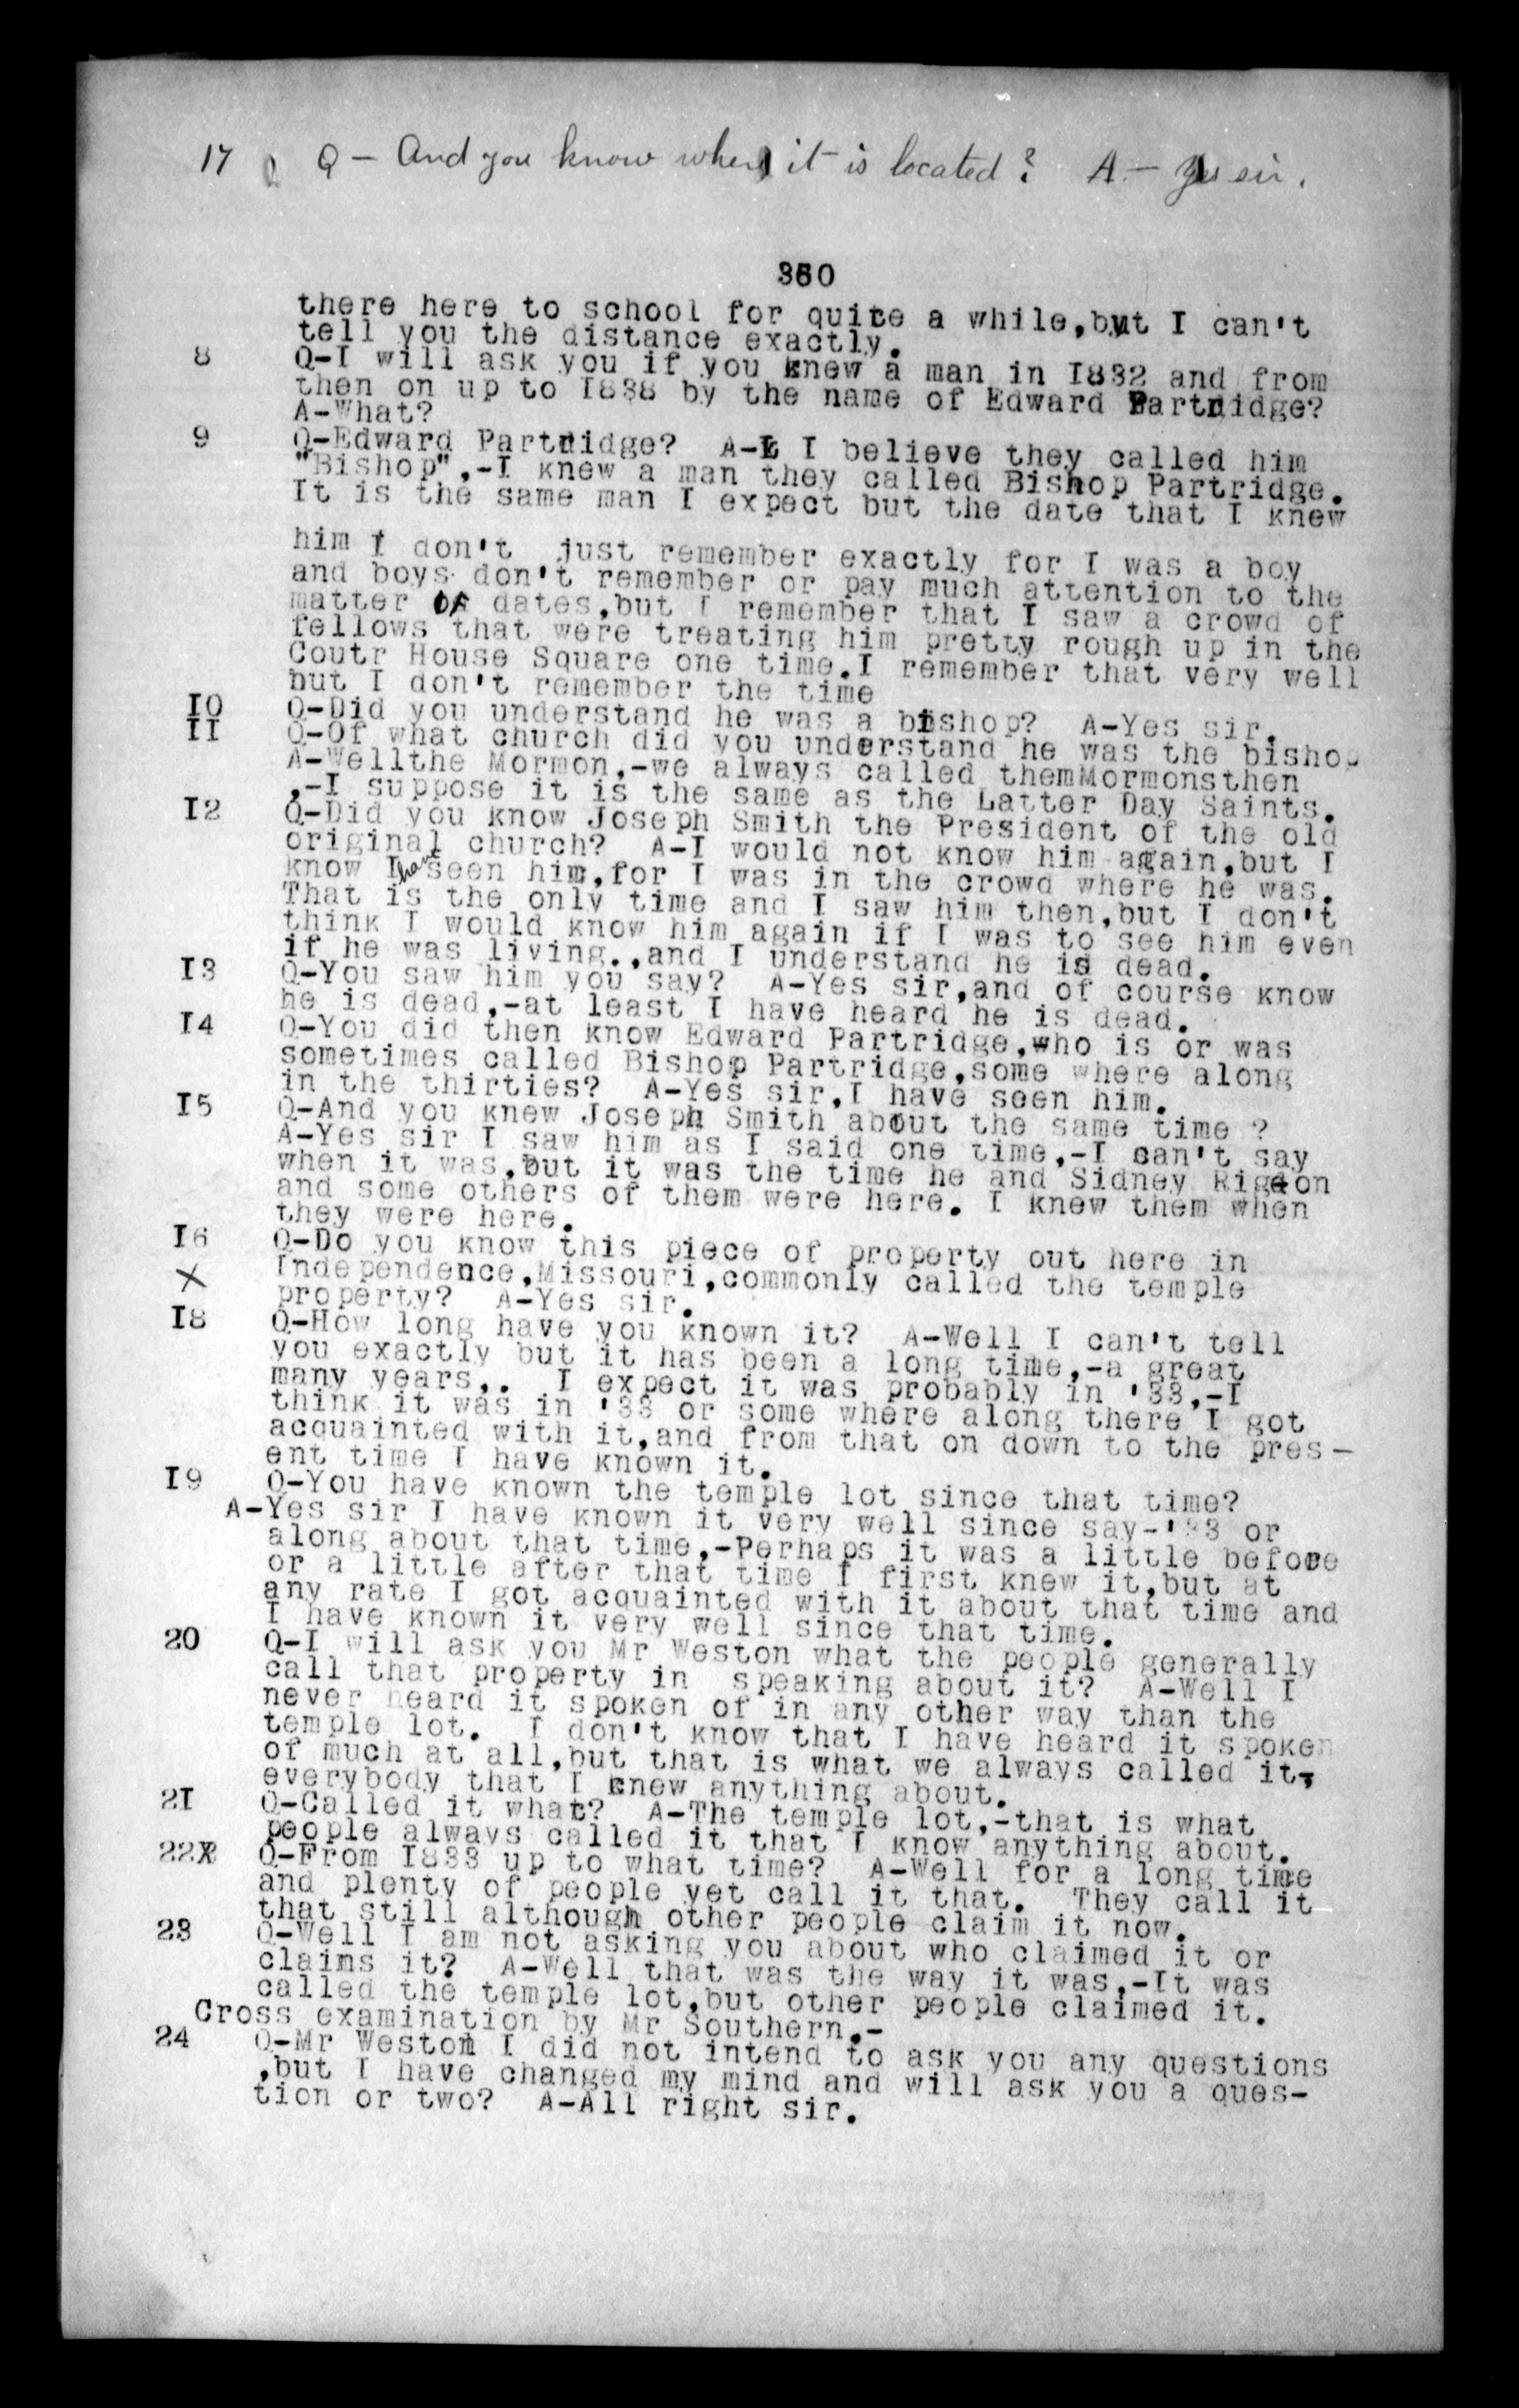 17 Q - And you know where it is located? A - Yes sir.
360
there here to school for quite a while,but I can't
tell you the distance exactly.
8 Q-I will ask you if you knew a man in I832 and from
then on up to I838 by the name of Edward Partridge?
A-What?
9 Q-Edward Partridge? A-I I believe they called him
"Bishop",-I knew a man they called Bishop Partridge.
It is the same man I expect but the date that I knew
him I don't just remember exactly for I was a boy
and boys don't remember or pay much attention to the
matter of dates,but I remember that I saw a crowd of
fellows that were treating him pretty rough up in the
Coutr House Square one time.I remember that very well
but I don't remember the time
I0 Q-Did you understand he was a bishop? A-Yes sir.
II Q-Of what church did you understand he was the bishop
A-Wellthe Mormon,-we always called themMormonsthen
,-I suppose it is the same as the Latter Day Saints.
I2 Q-Did you know Joseph Smith the President of the old
original church? A-I would not know him again,but I
know I have seen him,for I was in the crowd where he was.
That is the only time and I saw him then,but I don't
think I would know him again if I was to see him even
if he was living.,and I understand he is dead.
I3 Q-You saw him you say? A-Yes sir,and of course know
he is dead,-at least I have heard he is dead.
I4 Q-You did then know Edward Partridge,who is or was
sometimes called Bishop Partridge,some where along
in the thirties? A-Yes sir,I have seen him.
I5 Q-And you knew Joseph Smith about the same time ?
A-Yes sir I saw him as I said one time,-I can't say
when it was,but it was the time he and Sidney Rigdon
and some others of them were here. I knew them when
they were here.
I6 Q-Do you know this piece of property out here in
X Independence,Missouri,commonly called the temple
property? A-Yes sir.
I8 Q-How long have you known it? A-Well I can't tell
you exactly but it has been a long time,-a great
many years,. I expect it was probably in '33,-I
think it was in '33 or some where along there I got
acquainted with it,and from that on down to the pres-
ent time I have known it.
I9 Q-You have known the temple lot since that time?
A-Yes sir I have known it very well since say-'33 or
along about that time,-Perhaps it was a little before
or a little after that time I first knew it,but at
any rate I got acquainted with it about that time and
I have known it very well since that time.
20 Q-I will ask you Mr Weston what the people generally
call that property in speaking about it? A-Well I
never heard it spoken of in any other way than the
temple lot. I don't know that I have heard it spoken
of much at all,but that is what we always called it,
everybody that I knew anything about.
2I Q-Called it what? A-The temple lot,-that is what
people always called it that I know anything about.
22 Q-From I833 up to what time? A-Well for a long time
and plenty of people yet call it that. They call it
that still although other people claim it now.
23 Q-Well I am not asking you about who claimed it or
claims it? A-Well that was the way it was,-It was
called the temple lot,but other people claimed it.
Cross examination by Mr Southern.-
24 Q-Mr Weston I did not intend to ask you any questions
,but I have changed my mind and will ask you a ques-
tion or two? A-All right sir.